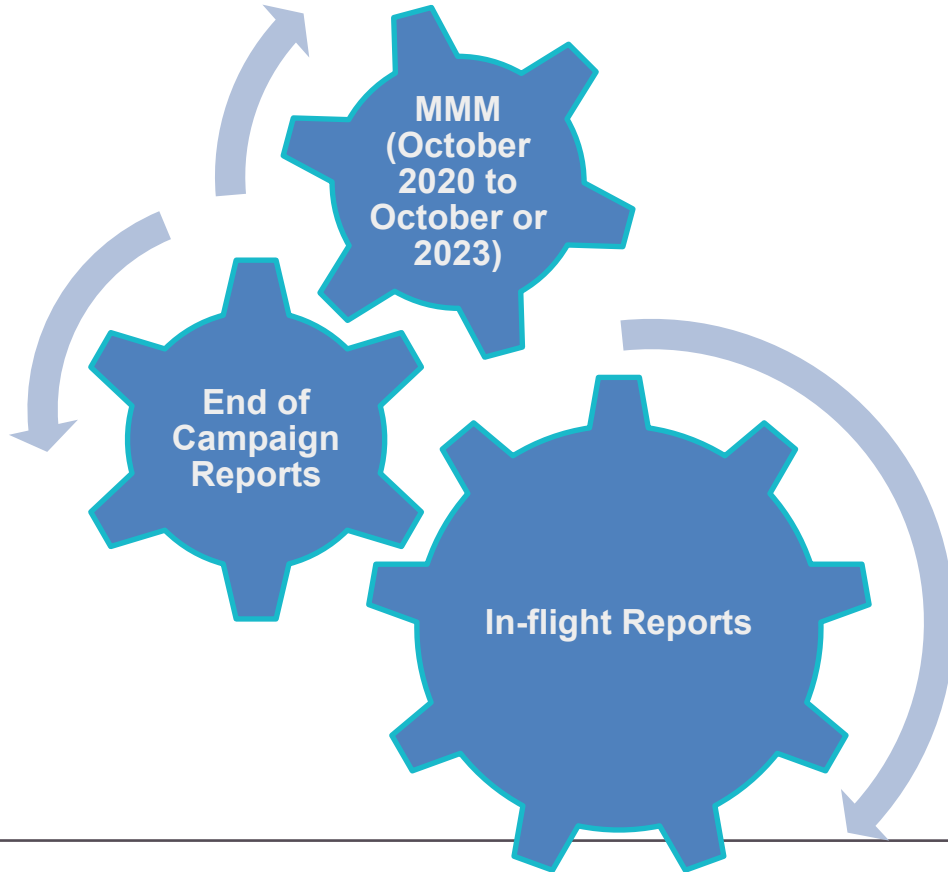 MMM
(October
2020 to
October or
2023)
End of
Campaign
Reports
In-flight Reports